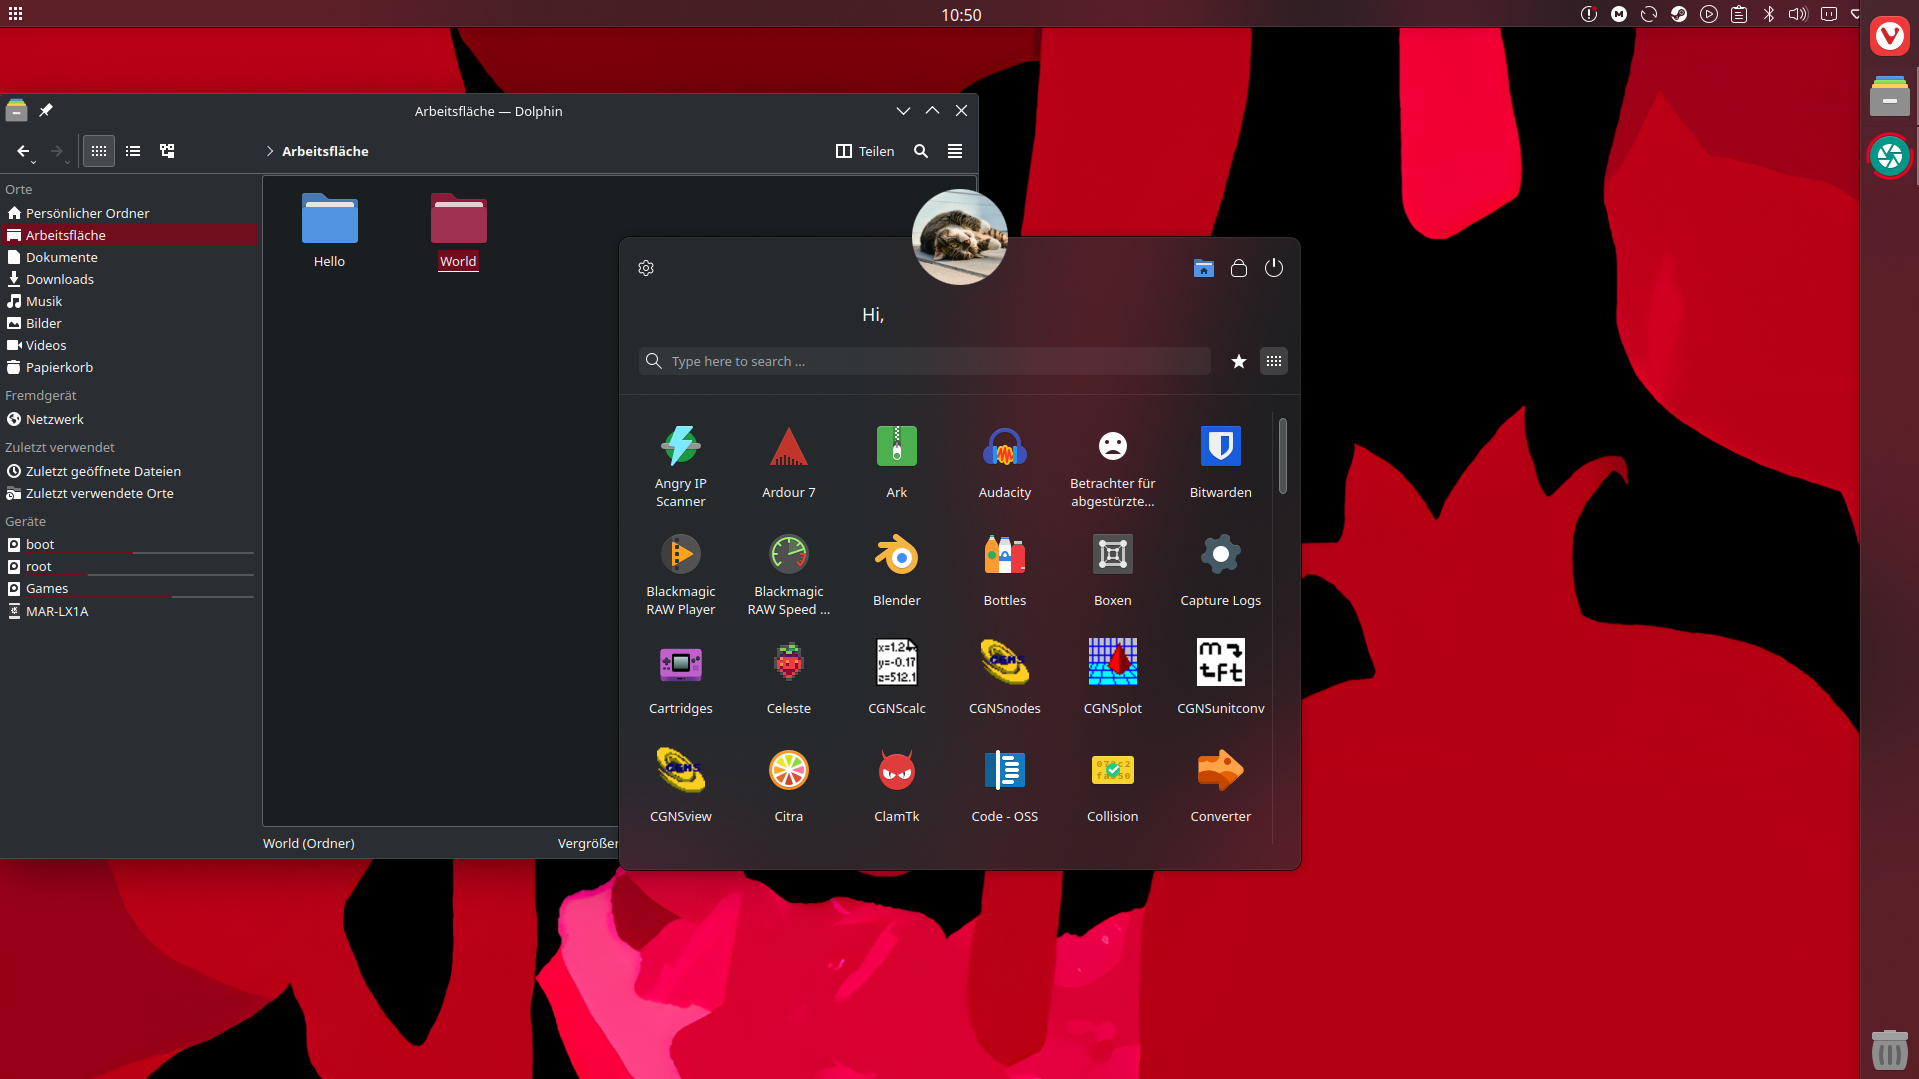 10:50
Arbeitsfläche — Dolphin
Arbeitsfläche
Teilen
Orte
Persönlicher Ordner
Arbeitsfläche
Dokumente
Downloads
Musik
Bilder
Videos
Papierkorb
Fremdgerät
Netzwerk
Zuletzt verwendet
Zuletzt geöffnete Dateien
Zuletzt verwendete Orte
Geräte
boot
root
Games
MAR-LX1A
Hello
World
World (Ordner)
Vergrößer
Hi,
Type here to search ...
Angry IP
Scanner
Ardour 7
Ark
Audacity
Betrachter für
abgestürzte...
Bitwarden
Blackmagic
RAW Player
Blackmagic
RAW Speed ...
Blender
Bottles
Boxen
Capture Logs
Cartridges
Celeste
CGNScalc
CGNSnodes
CGNSplot
CGNSunitconv
CGNSview
Citra
ClamTk
Code - OSS
Collision
Converter